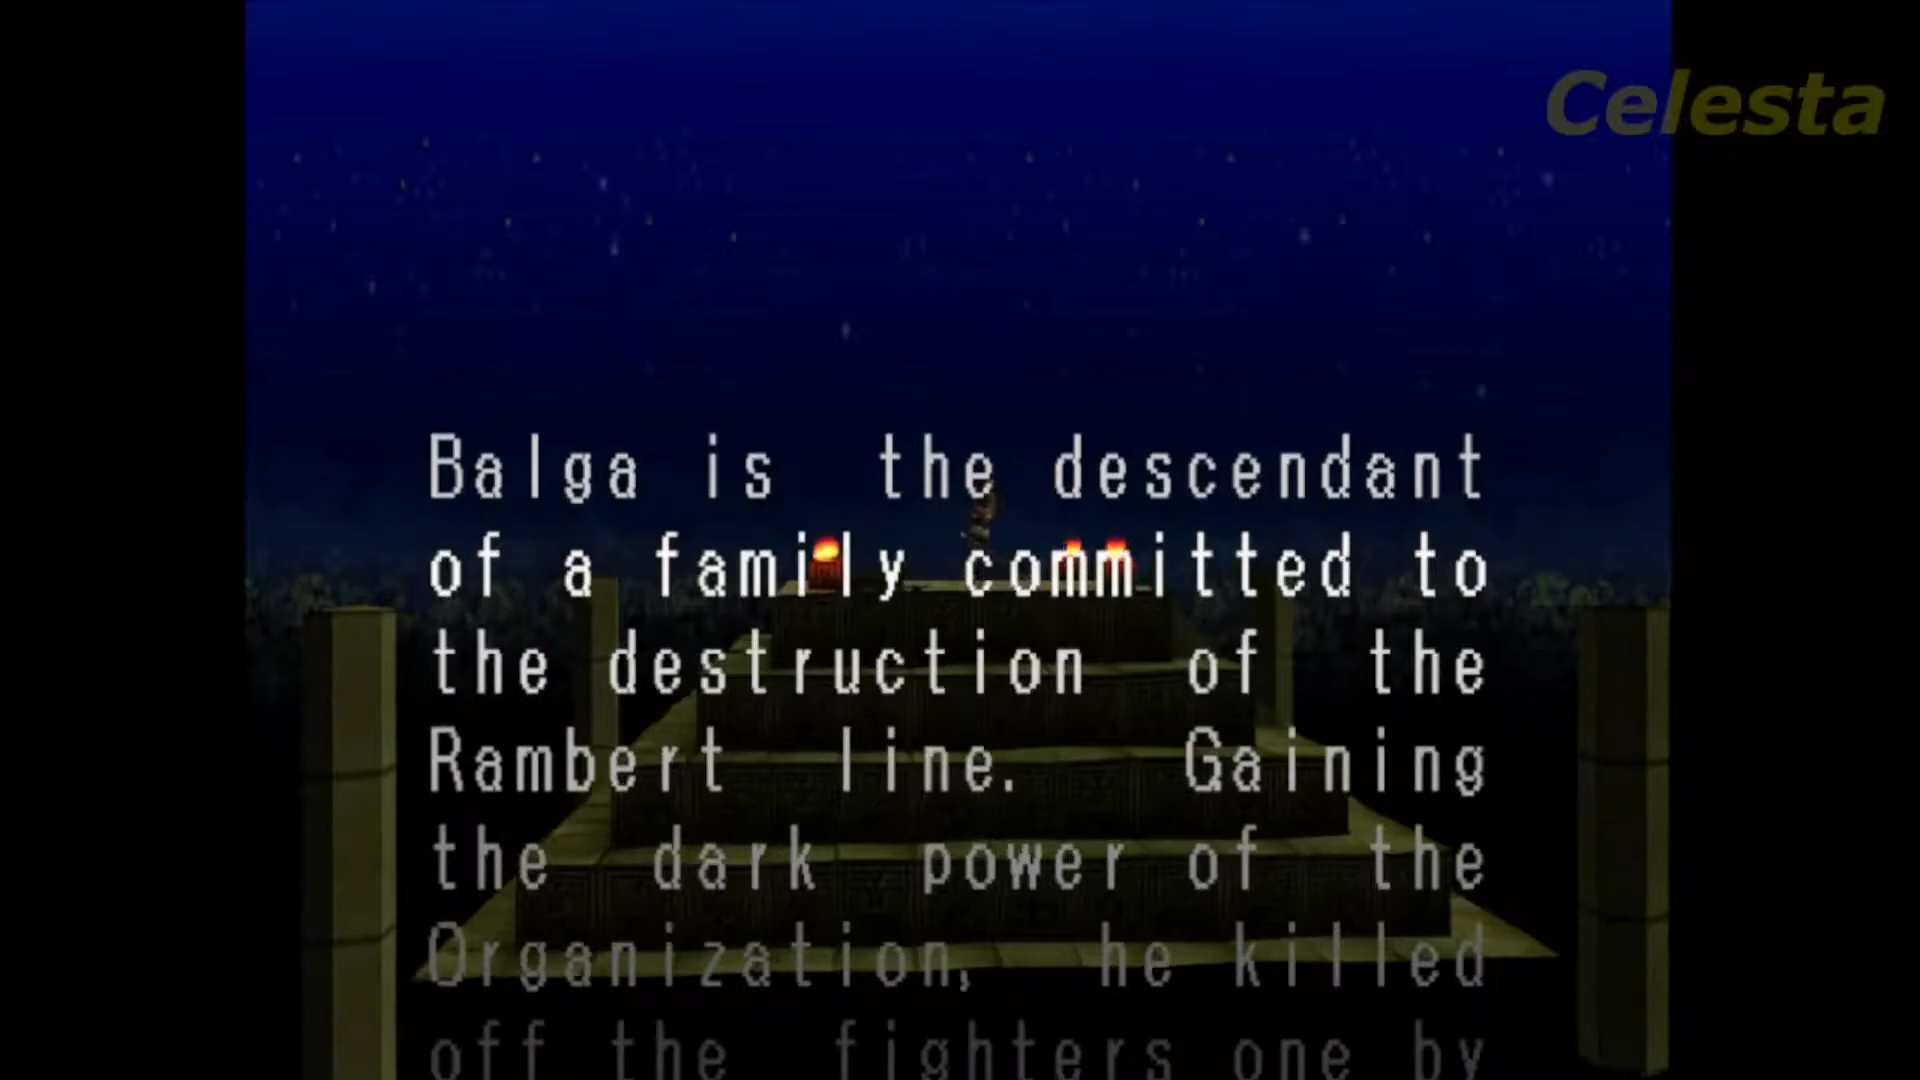 Celesta
Balga is the descendant
of a family committed to
the destruction of the
Rambert line. Gaining
the dark power of the
Organization, he killed
off the fighters one by